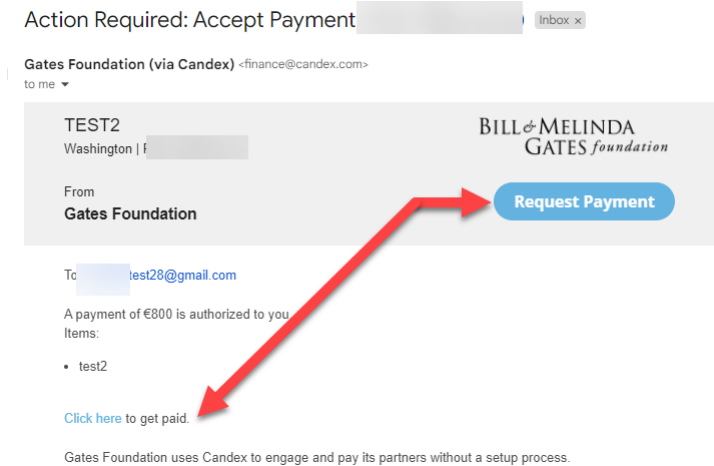 Action Required: Accept Payment
Inbox ×
Gates Foundation (via Candex) <finance@candex.com>
to me
TEST2
Washington |
BILL & MELINDA
GATES foundation
From
Gates Foundation
Request Payment
To test28@gmail.com
A payment of €800 is authorized to you
Items:
• test2
Click here to get paid.
Gates Foundation uses Candex to engage and pay its partners without a setup process.